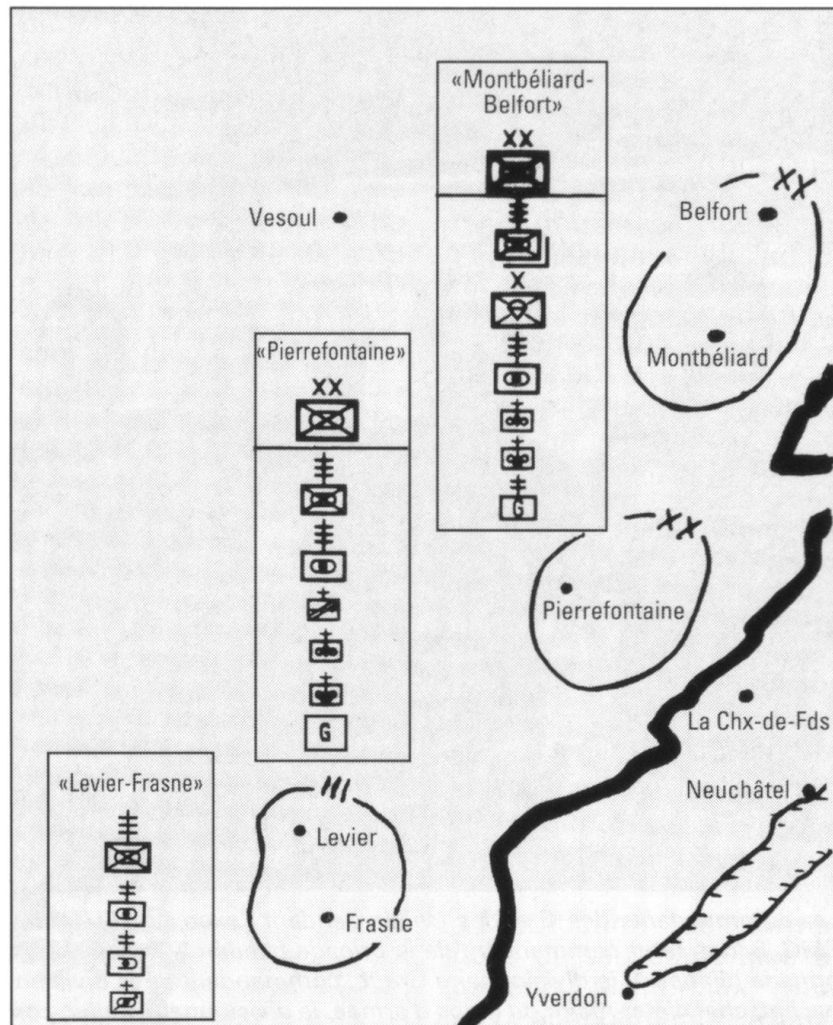 «Montbéliard-
Belfort»
XX
X
G
Vesoul
XX
Belfort
Montbéliard
«Pierrefontaine»
XX
G
XX
Pierrefontaine
La Chx-de-Fds
Neuchâtel
«Levier-Frasne»
Levier
Frasne
Yverdon